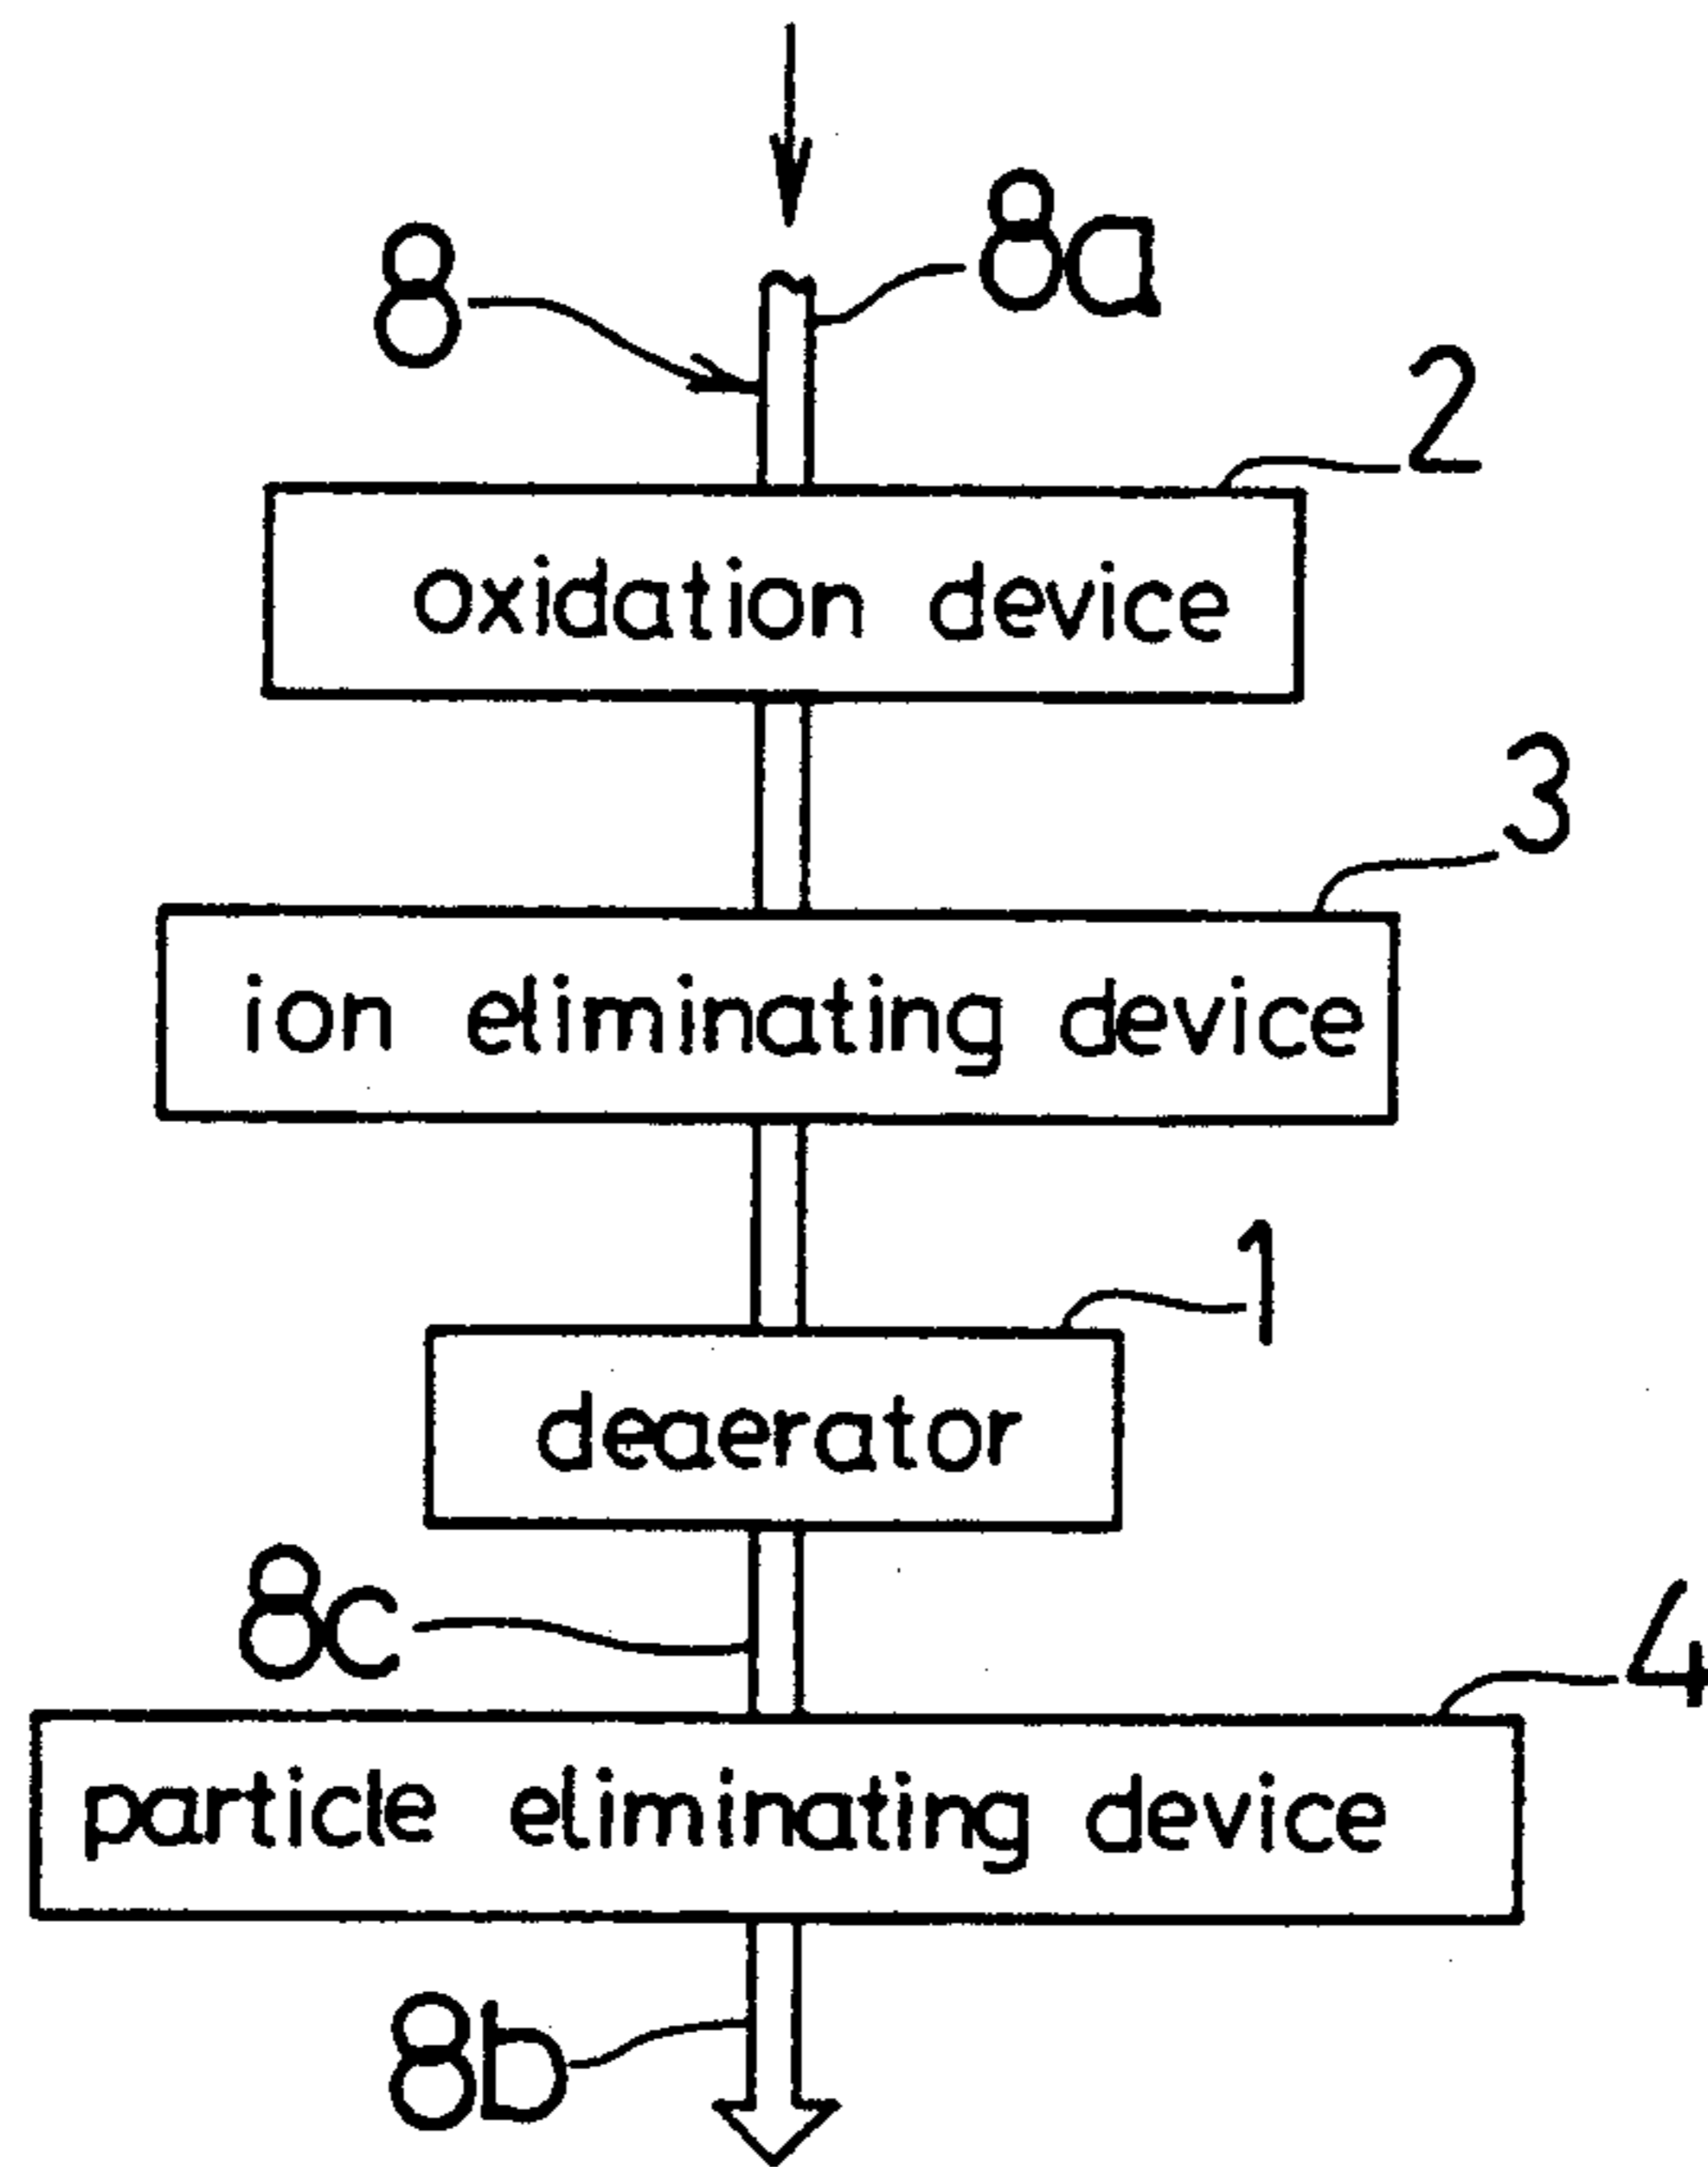 8a
8
2
oxidation device
3
ion eliminating device
1
deaerator
8c
4
particle eliminating device
8b